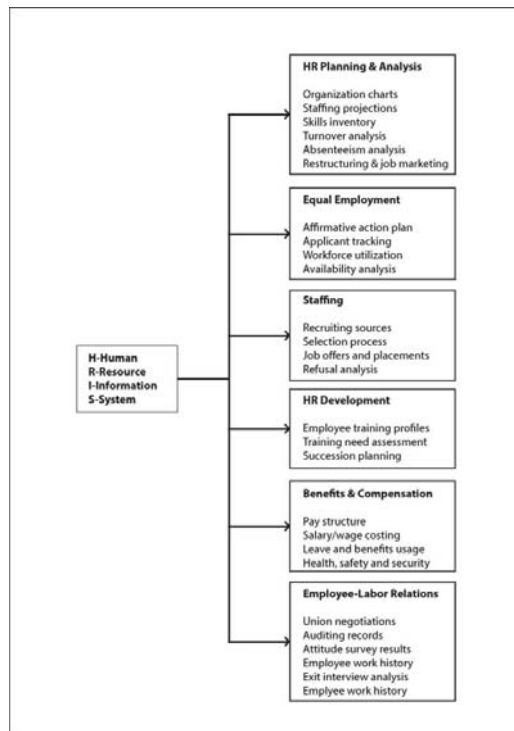 HR Planning & Analysis
Organization charts
Staffing projections
Skills inventory
Turnover analysis
Absenteeism analysis
Restructuring & job marketing
Equal Employment
Affirmative action plan
Applicant tracking
Workforce utilization
Availability analysis
Staffing
Recruiting sources
Selection process
Job offers and placements
Refusal analysis
H-Human
R-Resource
I-Information
S-System
HR Development
Employee training profiles
Training need assessment
Succession planning
Benefits & Compensation
Pay structure
Salary/wage costing
Leave and benefits usage
Health, safety and security
Employee-Labor Relations
Union negotiations
Auditing records
Attitude survey results
Employee work history
Exit interview analysis
Emplyee work history